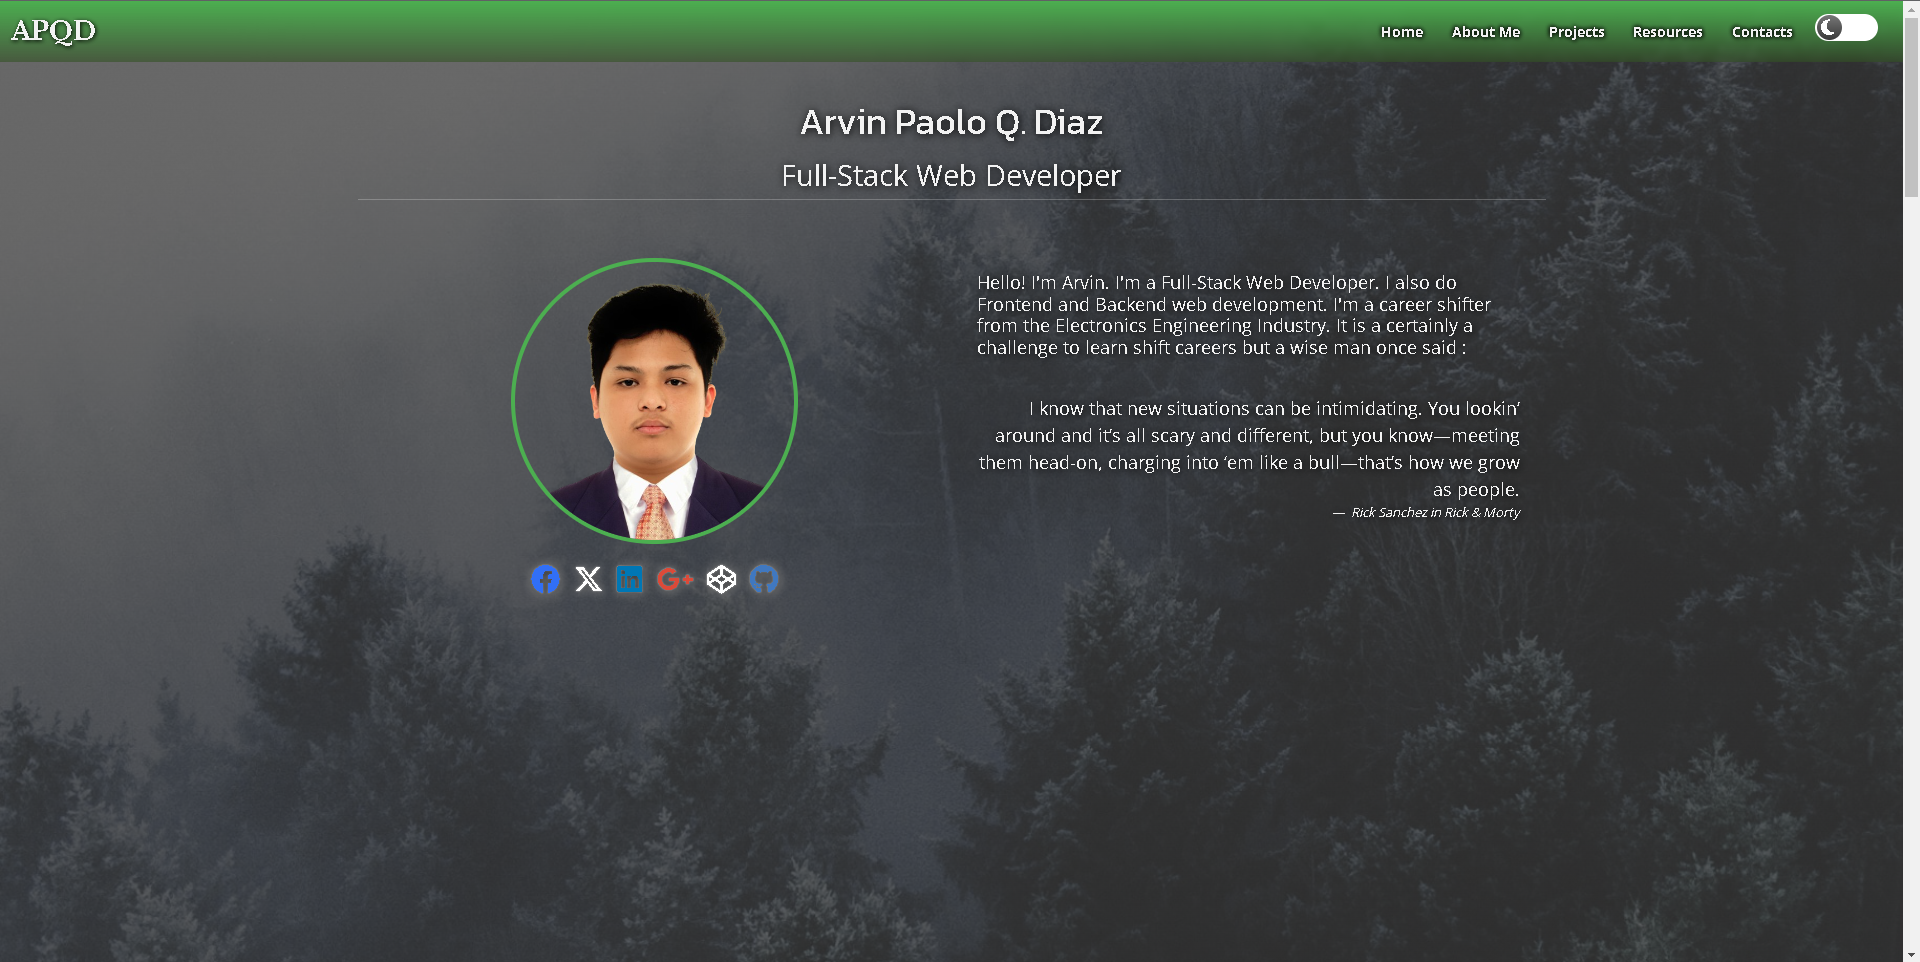 APQD
Home About Me Projects Resources Contacts
Arvin Paolo Q. Diaz
Full-Stack Web Developer
Hello! I'm Arvin. I'm a Full-Stack Web Developer. I also do
Frontend and Backend web development. I'm a career shifter
from the Electronics Engineering Industry. It is a certainly a
challenge to learn shift careers but a wise man once said :
I know that new situations can be intimidating. You lookin’
around and it’s all scary and different, but you know—meeting
them head-on, charging into ‘em like a bull—that’s how we grow
as people.
— Rick Sanchez in Rick & Morty